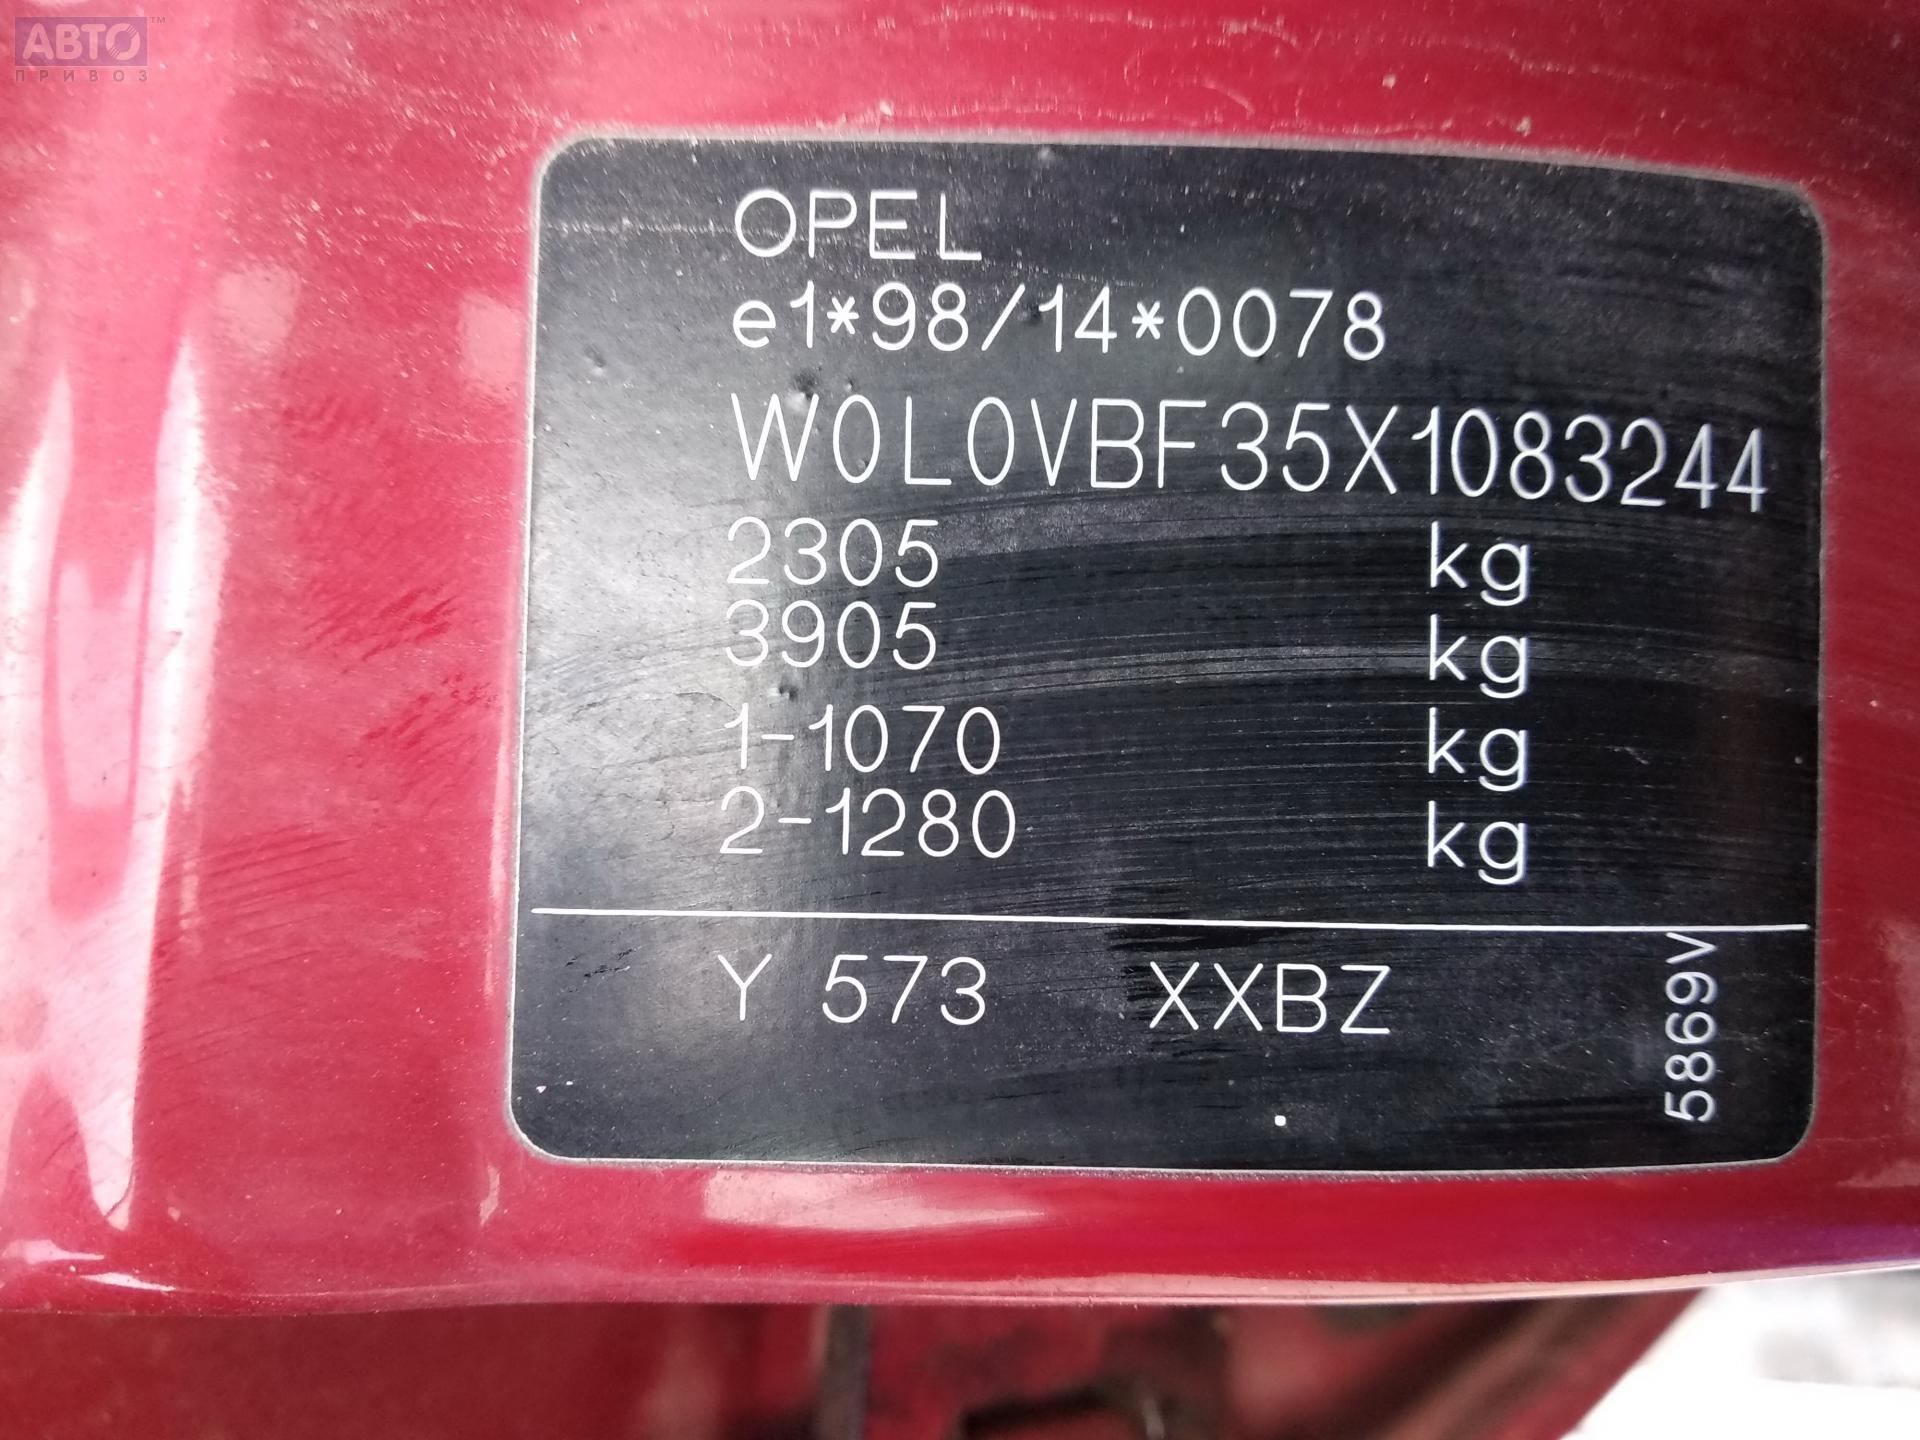 АВТО™
ПРИВОЗ
OPEL
e1*98/14*0078
W0L0VBF35X1083244
2305 kg
3905 kg
1-1070 kg
2-1280 kg
Y 573 XXBZ
5869V